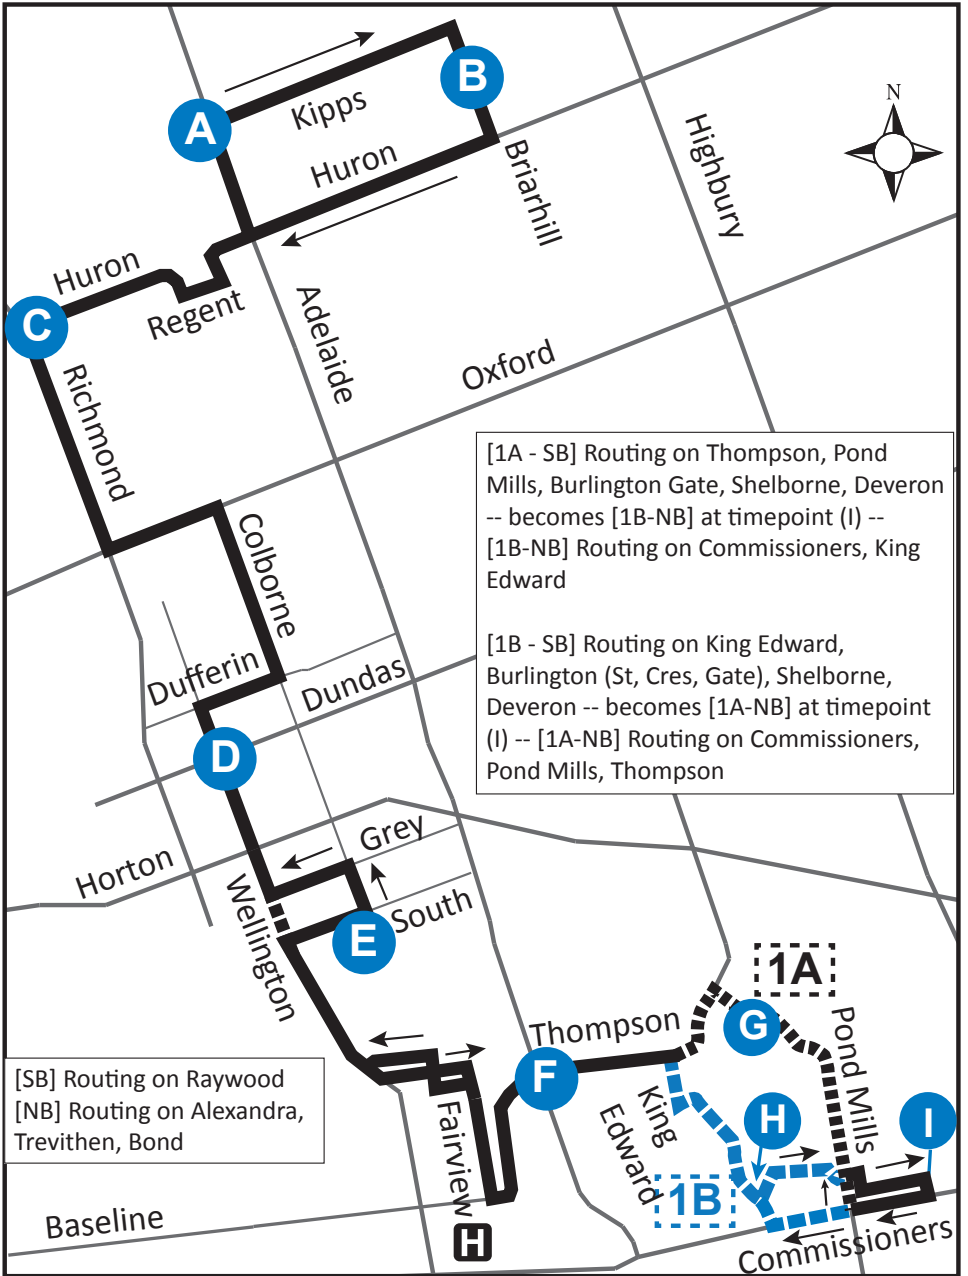 N
A
B
Kipps
Huron
Briarhill
Highbury
Huron
Regent
C
Adelaide
Richmond
Oxford
[1A - SB] Routing on Thompson, Pond
Mills, Burlington Gate, Shelborne, Deveron
-- becomes [1B-NB] at timepoint (I) --
[1B-NB] Routing on Commissioners, King
Edward
[1B - SB] Routing on King Edward,
Burlington (St, Cres, Gate), Shelborne,
Deveron -- becomes [1A-NB] at timepoint
(I) -- [1A-NB] Routing on Commissioners,
Pond Mills, Thompson
Colborne
Dufferin
Dundas
D
Grey
Horton
Wellington
South
E
1A
Thompson
G
Pond Mills
F
[SB] Routing on Raywood
[NB] Routing on Alexandra,
Trevithen, Bond
Fairview
King
Edward
H
I
1B
Baseline
H
Commissioners